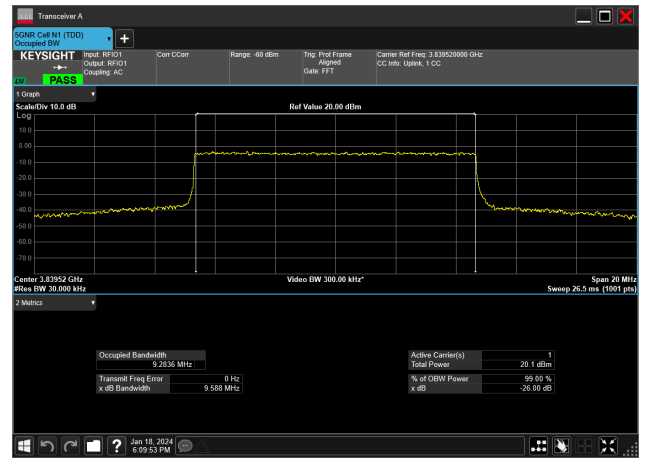 Transceiver A
5GNR Cell N1 (TDD)
Occupied BW
KEYSIGHT
Input: RFIO1
Output: RFIO1
Coupling: AC
Corr CCorr
Range: -60 dBm
Trig: Prot Frame
Aligned
Gate: FFT
Carrier Ref Freq: 3.839520000 GHz
CC Info: Uplink, 1 CC
PASS
1 Graph
Scale/Div 10.0 dB
Ref Value 20.00 dBm
Log
10.0
0.00
-10.0
-20.0
-30.0
-40.0
-50.0
-60.0
-70.0
Center 3.83952 GHz
Video BW 300.00 kHz*
Span 20 MHz
#Res BW 30.000 kHz
Sweep 26.5 ms (1001 pts)
2 Metrics
Occupied Bandwidth
9.2836 MHz
Active Carrier(s) 1
Total Power 20.1 dBm
Transmit Freq Error 0 Hz
x dB Bandwidth 9.588 MHz
% of OBW Power 99.00 %
x dB -26.00 dB
Jan 18, 2024
6:09:53 PM